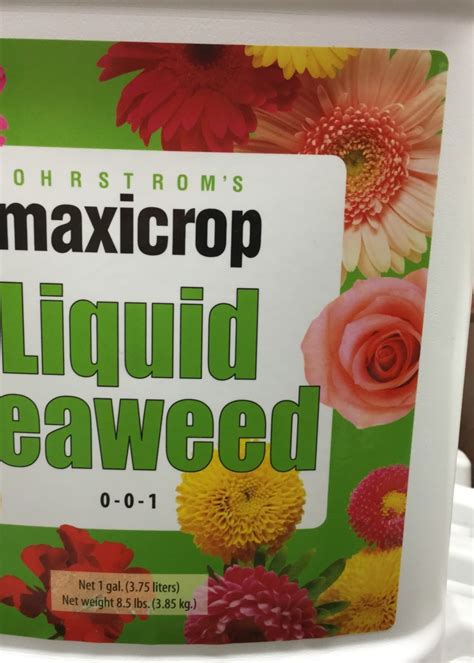 OHRSTROM'S
maxicrop
Liquid
eaweed
0-0-1
Net 1 gal. (3.75 liters)
Net weight 8.5 lbs. (3.85 kg.)